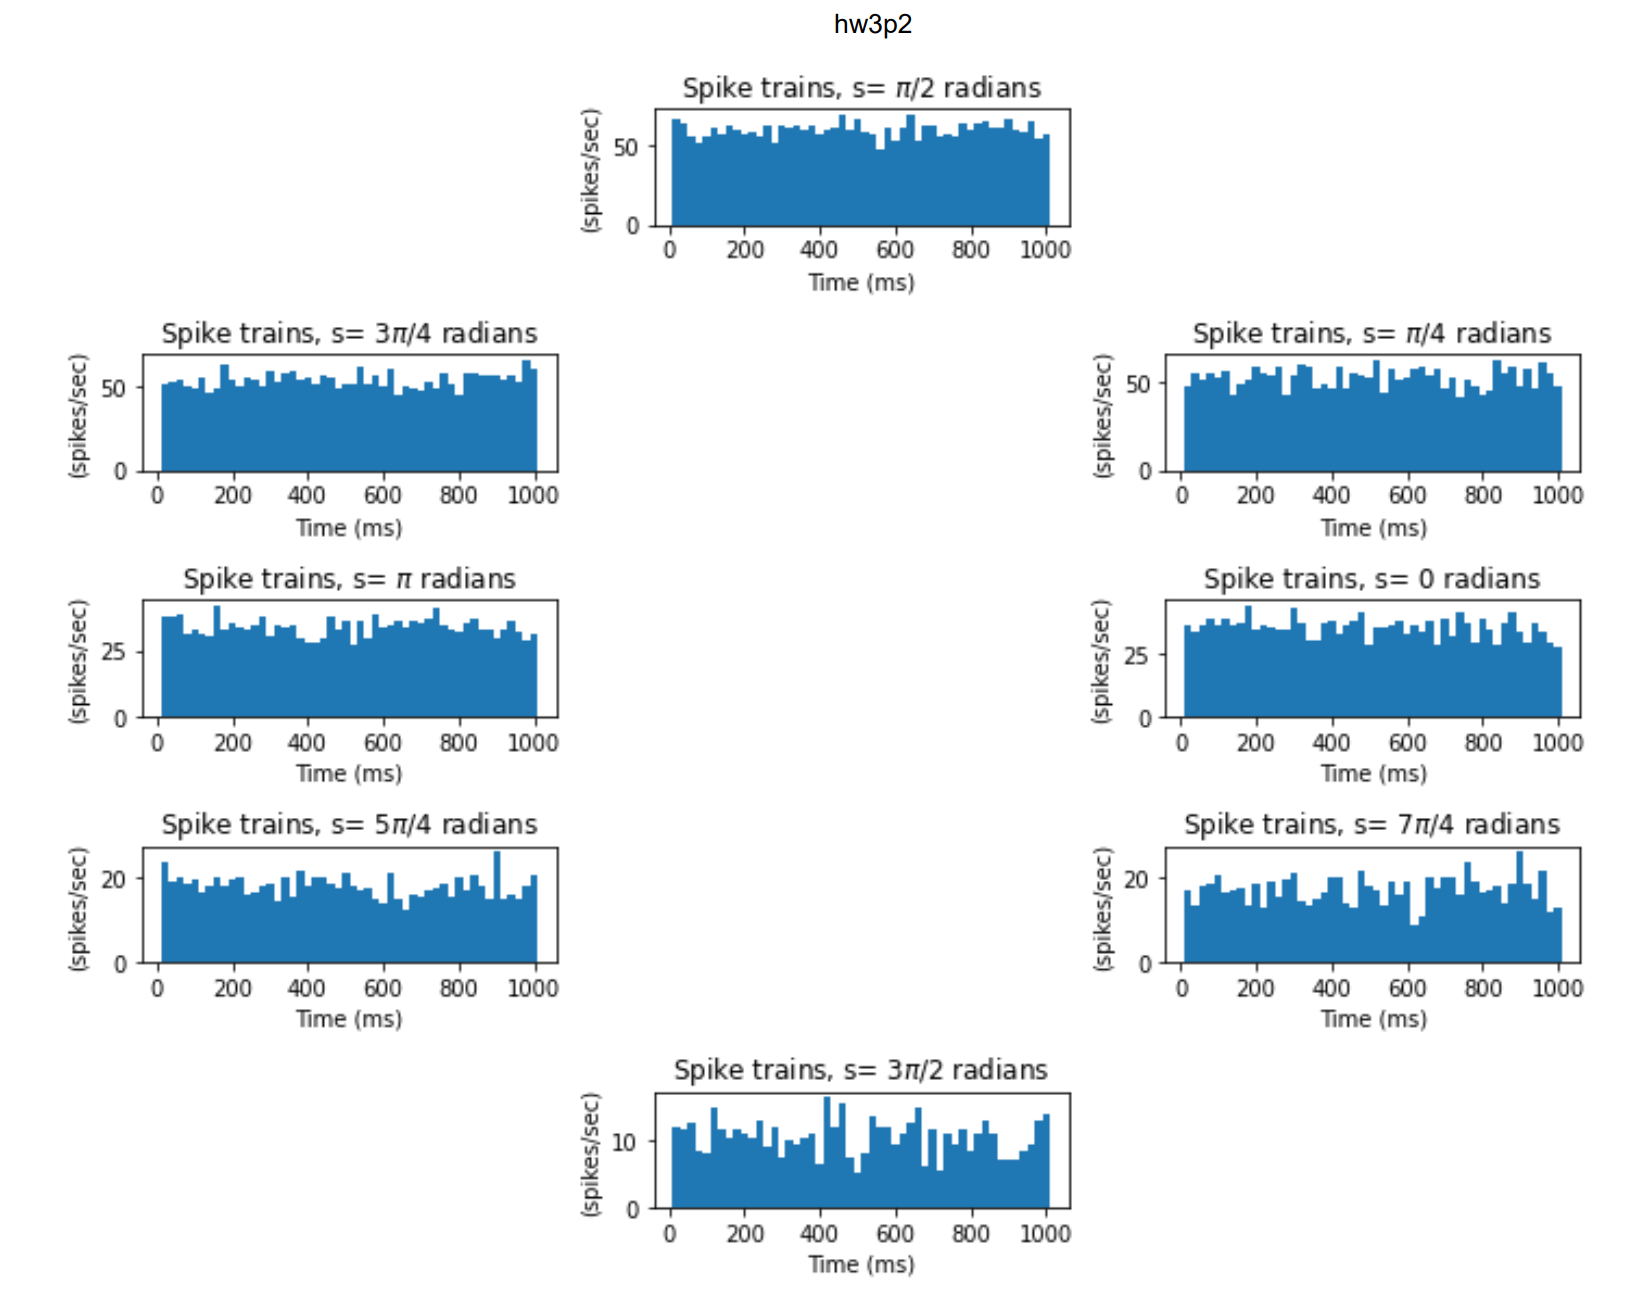 hw3p2
Spike trains, s= π/2 radians
(spikes/sec)
50
0
0 200 400 600 800 1000
Time (ms)
Spike trains, s= 3π/4 radians
(spikes/sec)
50
0
0 200 400 600 800 1000
Time (ms)
Spike trains, s= π/4 radians
(spikes/sec)
50
0
0 200 400 600 800 1000
Time (ms)
Spike trains, s= π radians
(spikes/sec)
25
0
0 200 400 600 800 1000
Time (ms)
Spike trains, s= 0 radians
(spikes/sec)
25
0
0 200 400 600 800 1000
Time (ms)
Spike trains, s= 5π/4 radians
(spikes/sec)
20
0
0 200 400 600 800 1000
Time (ms)
Spike trains, s= 7π/4 radians
(spikes/sec)
20
0
0 200 400 600 800 1000
Time (ms)
Spike trains, s= 3π/2 radians
(spikes/sec)
10
0
0 200 400 600 800 1000
Time (ms)